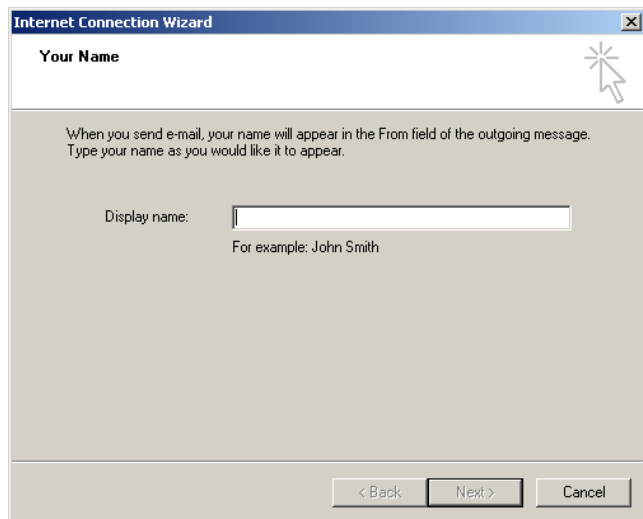 Internet Connection Wizard
Your Name
When you send e-mail, your name will appear in the From field of the outgoing message.
Type your name as you would like it to appear.
Display name:
For example: John Smith
< Back Next > Cancel